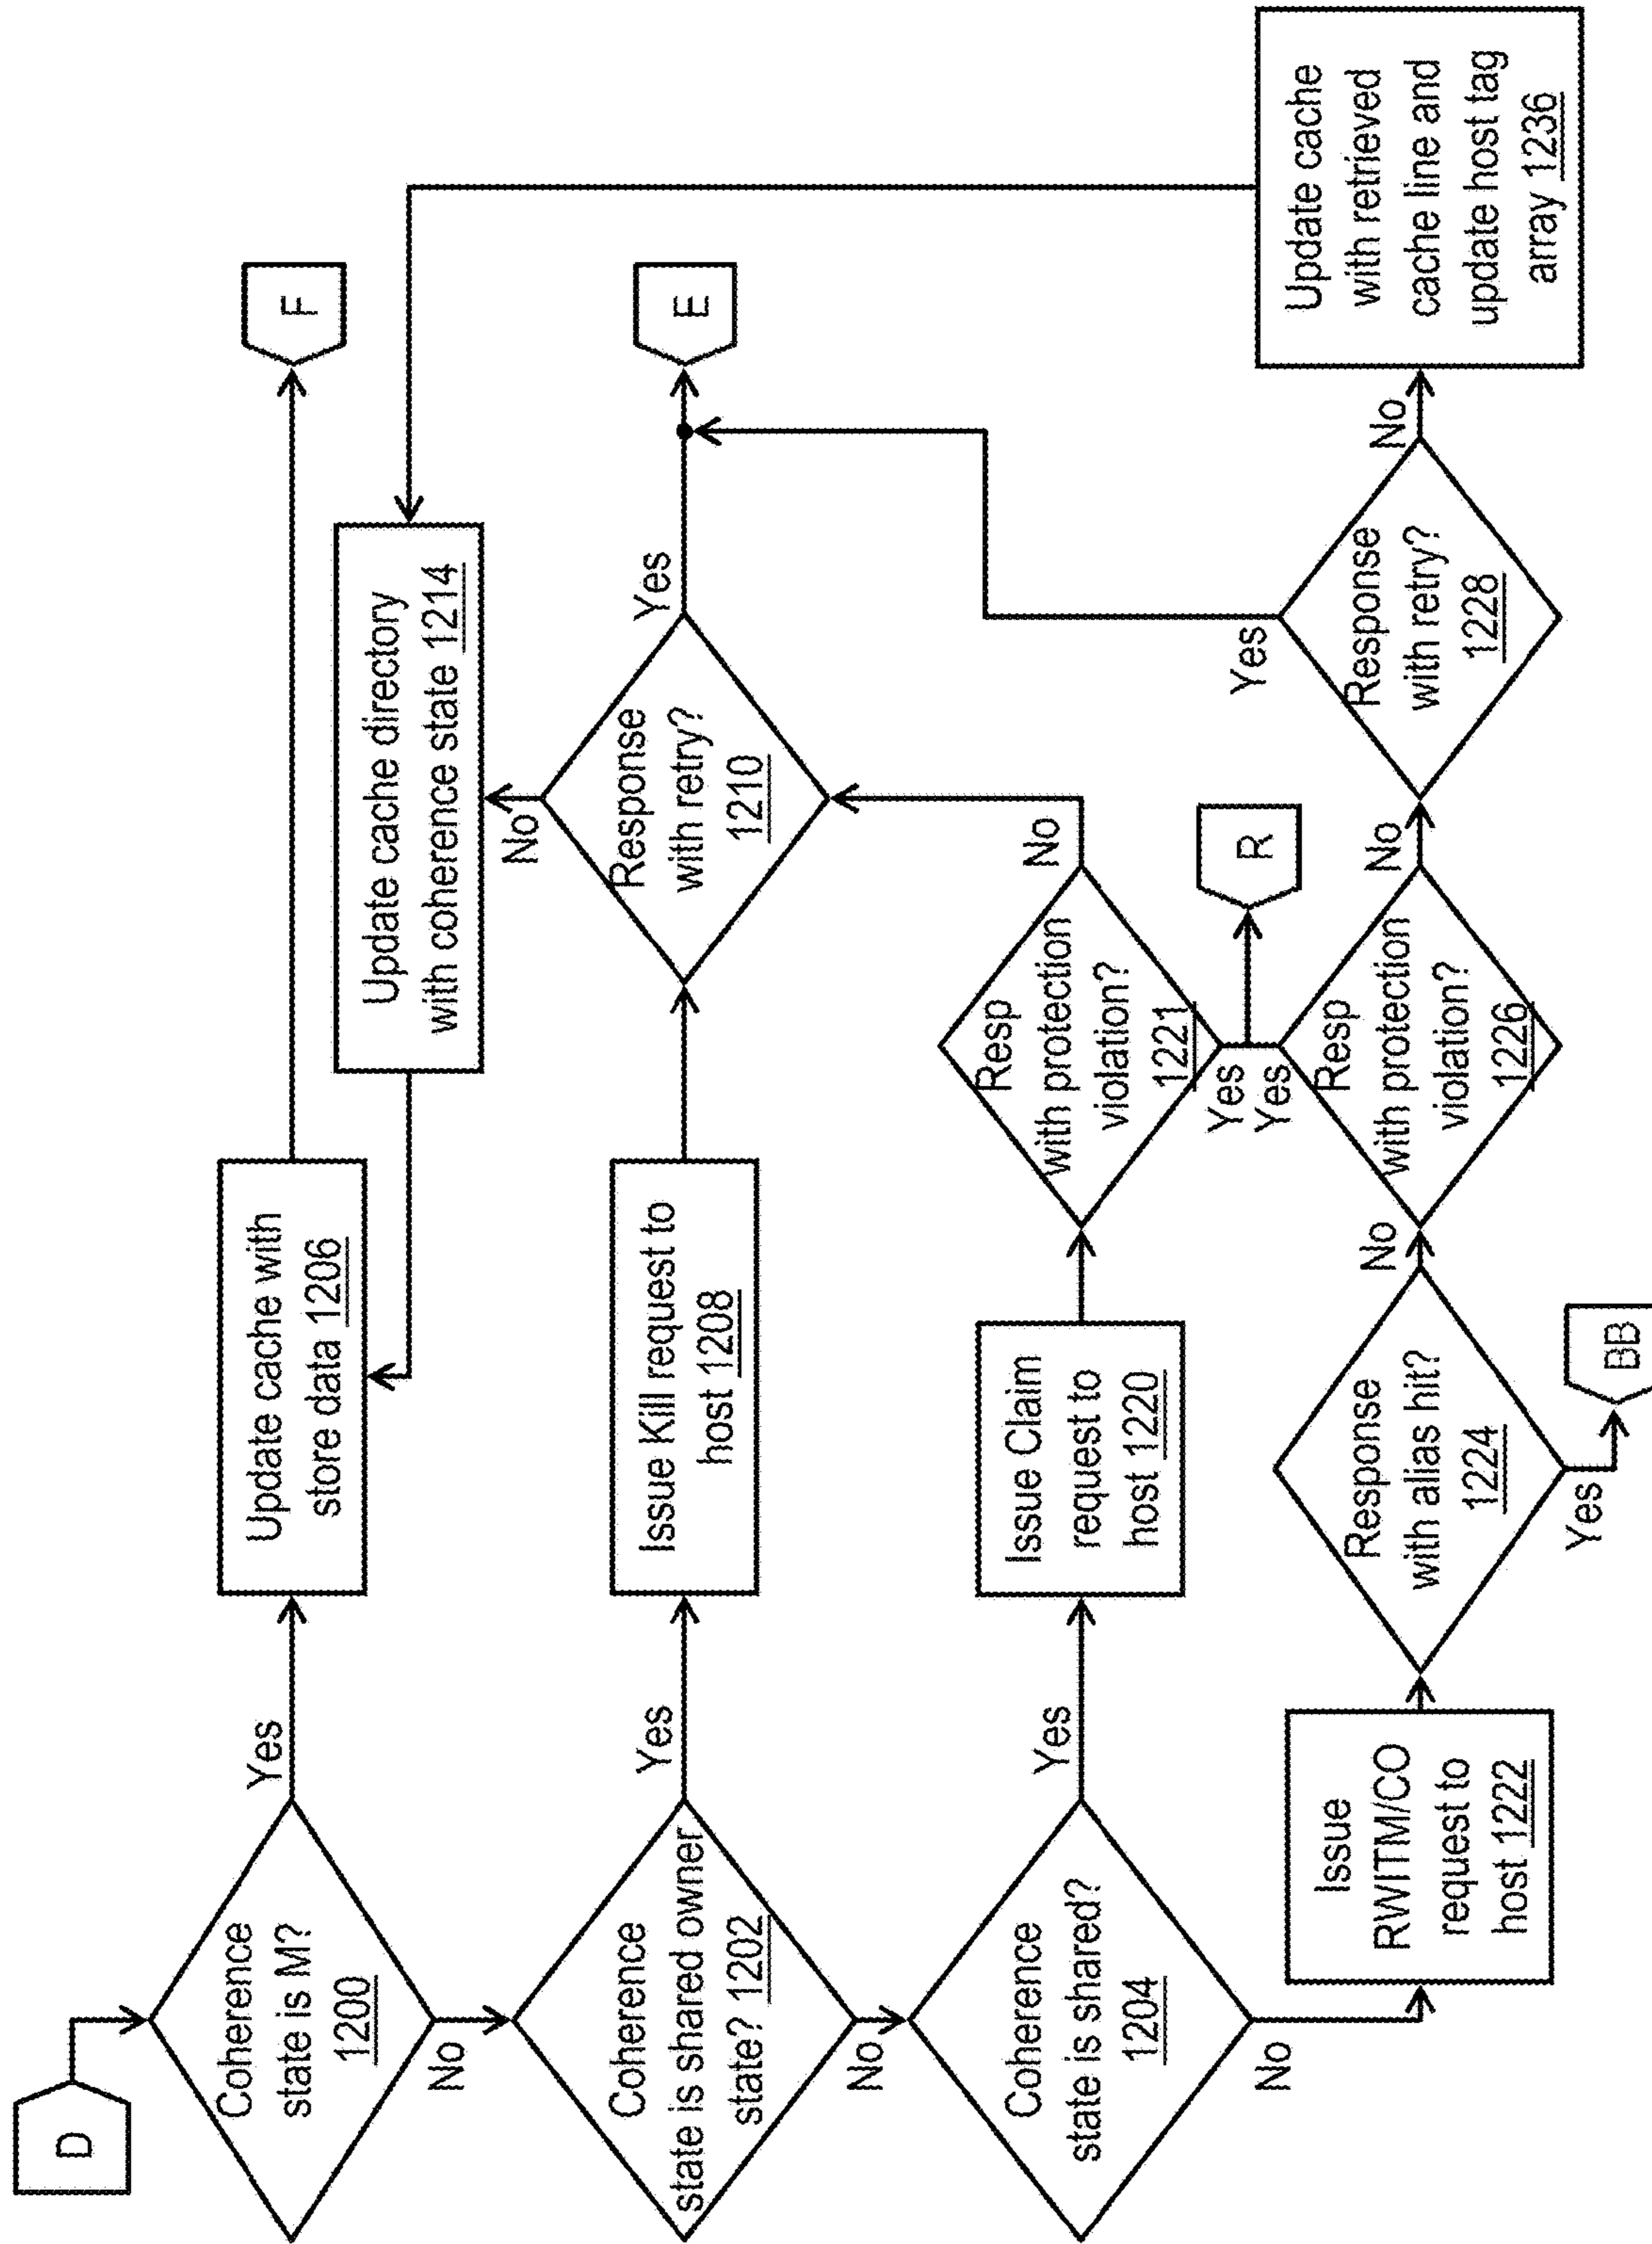 D
Coherence
state is M?
1200
Yes
No
Update cache with
store data 1206
F
Coherence
state is shared owner
state? 1202
Yes
No
Issue Kill request to
host 1208
Response
with retry?
1210
Yes
No
E
Update cache directory
with coherence state 1214
Coherence
state is shared?
1204
Yes
No
Issue Claim
request to
host 1220
Resp
with protection
violation?
1221
No
Yes
R
Issue
RWITM/CO
request to
host 1222
Response
with alias hit?
1224
No
Yes
BB
Resp
with protection
violation?
1226
Yes
No
Response
with retry?
1228
Yes
No
Update cache
with retrieved
cache line and
update host tag
array 1236